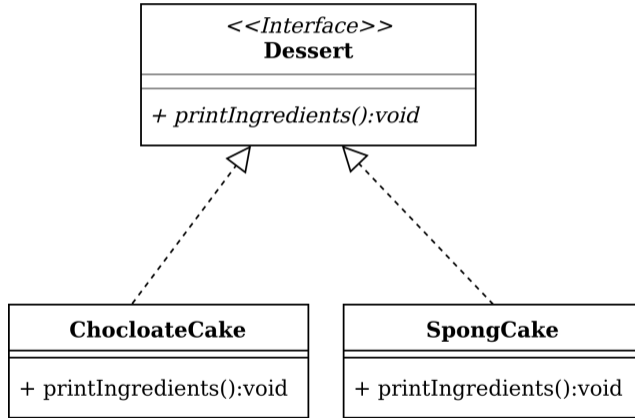 <<Interface>>
Dessert
+ printIngredients():void
ChocloateCake
SpongCake
+ printIngredients():void
+ printIngredients():void